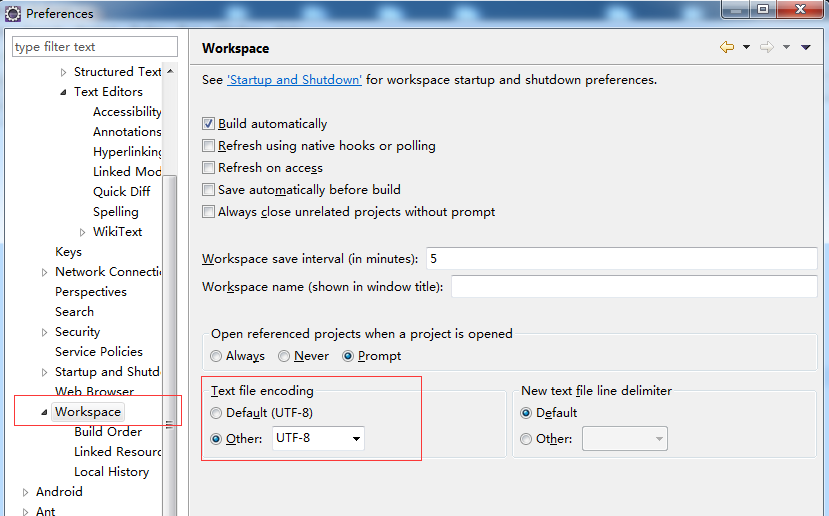 Preferences
type filter text
Structured Text
Text Editors
Accessibility
Annotations
Hyperlinking
Linked Mod
Quick Diff
Spelling
WikiText
Keys
Network Connectio
Perspectives
Search
Security
Service Policies
Startup and Shutd
Web Browser
Workspace
Build Order
Linked Resourc
Local History
Android
Ant
Workspace
See 'Startup and Shutdown' for workspace startup and shutdown preferences.
Build automatically
Refresh using native hooks or polling
Refresh on access
Save automatically before build
Always close unrelated projects without prompt
Workspace save interval (in minutes): 5
Workspace name (shown in window title):
Open referenced projects when a project is opened
Always Never Prompt
Text file encoding
Default (UTF-8)
Other: UTF-8
New text file line delimiter
Default
Other: